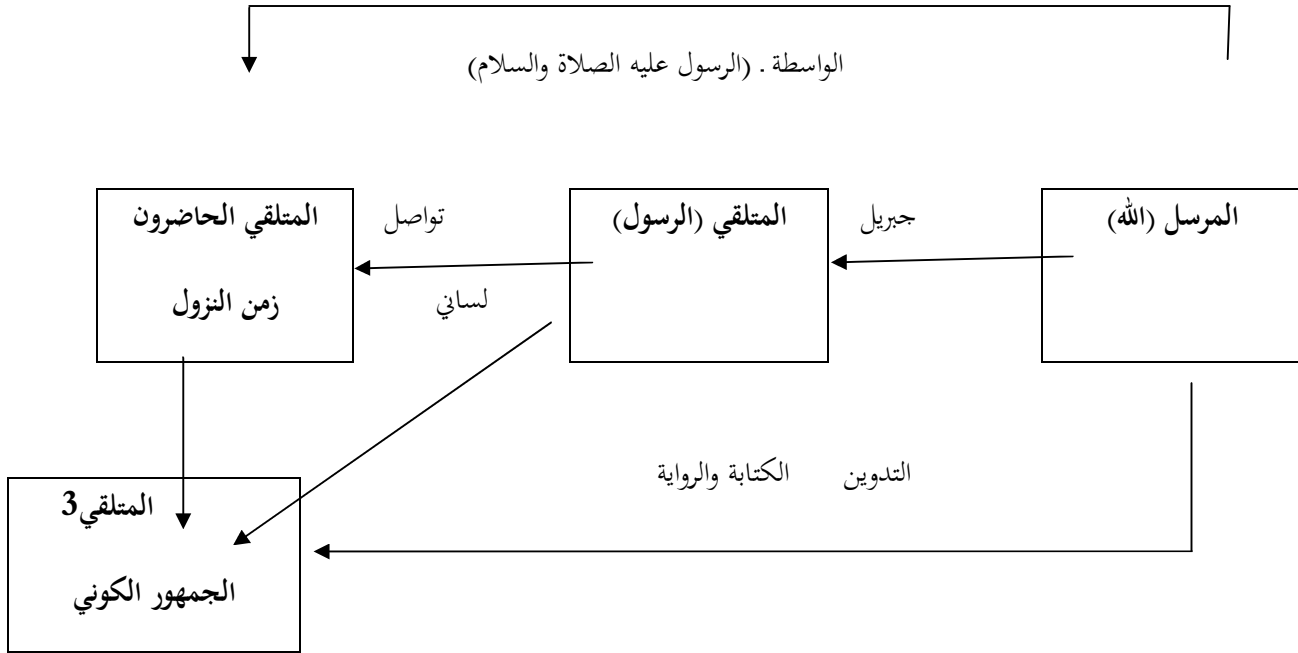 الواسطة . (الرسول عليه الصلاة والسلام)
المرسل (الله)
جبريل
المتلقي (الرسول)
تواصل
لساني
المتلقي الحاضرون
زمن النزول
التدوين الكتابة والرواية
المتلقي3
الجمهور الكوني